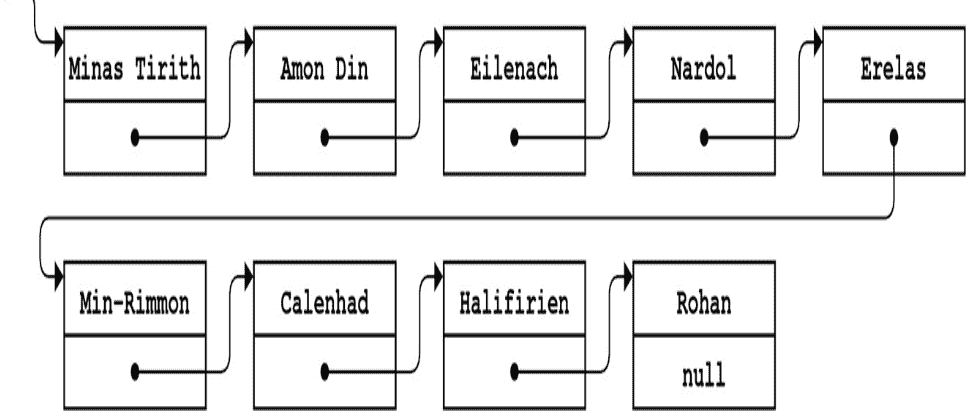 Minas Tirith
Amon Din
Eilenach
Nardol
Erelas
Min-Rimmon
Calenhad
Halifirien
Rohan
null